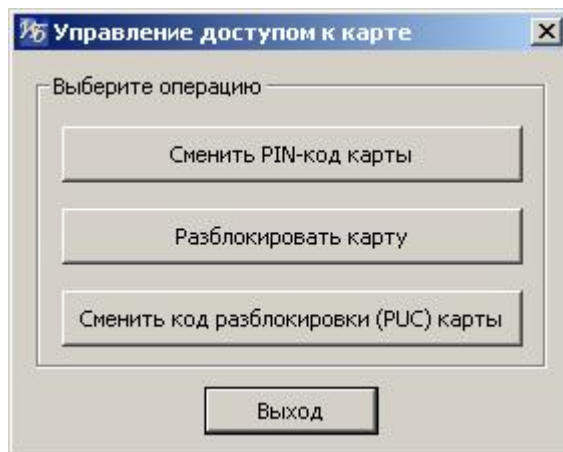 Управление доступом к карте
Выберите операцию
Сменить PIN-код карты
Разблокировать карту
Сменить код разблокировки (PUC) карты
Выход